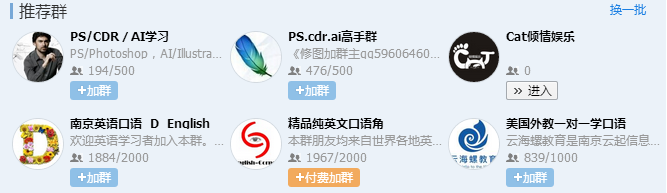 推荐群
换一批
PS/CDR / AI学习
PS/Photoshop，AI/Illustra...
194/500
+加群
PS.cdr.ai高手群
《修图加群主qq59606460...
476/500
+加群
CAT
Cat倾情娱乐
0
» 进入
南京英语口语 D English
欢迎英语学习者加入本群。...
1884/2000
+加群
nglish-Corn
精品纯英文口语角
本群朋友均来自世界各地英...
1967/2000
+付费加群
云海螺教育
美国外教一对一学口语
云海螺教育是南京云起信息...
839/1000
+加群